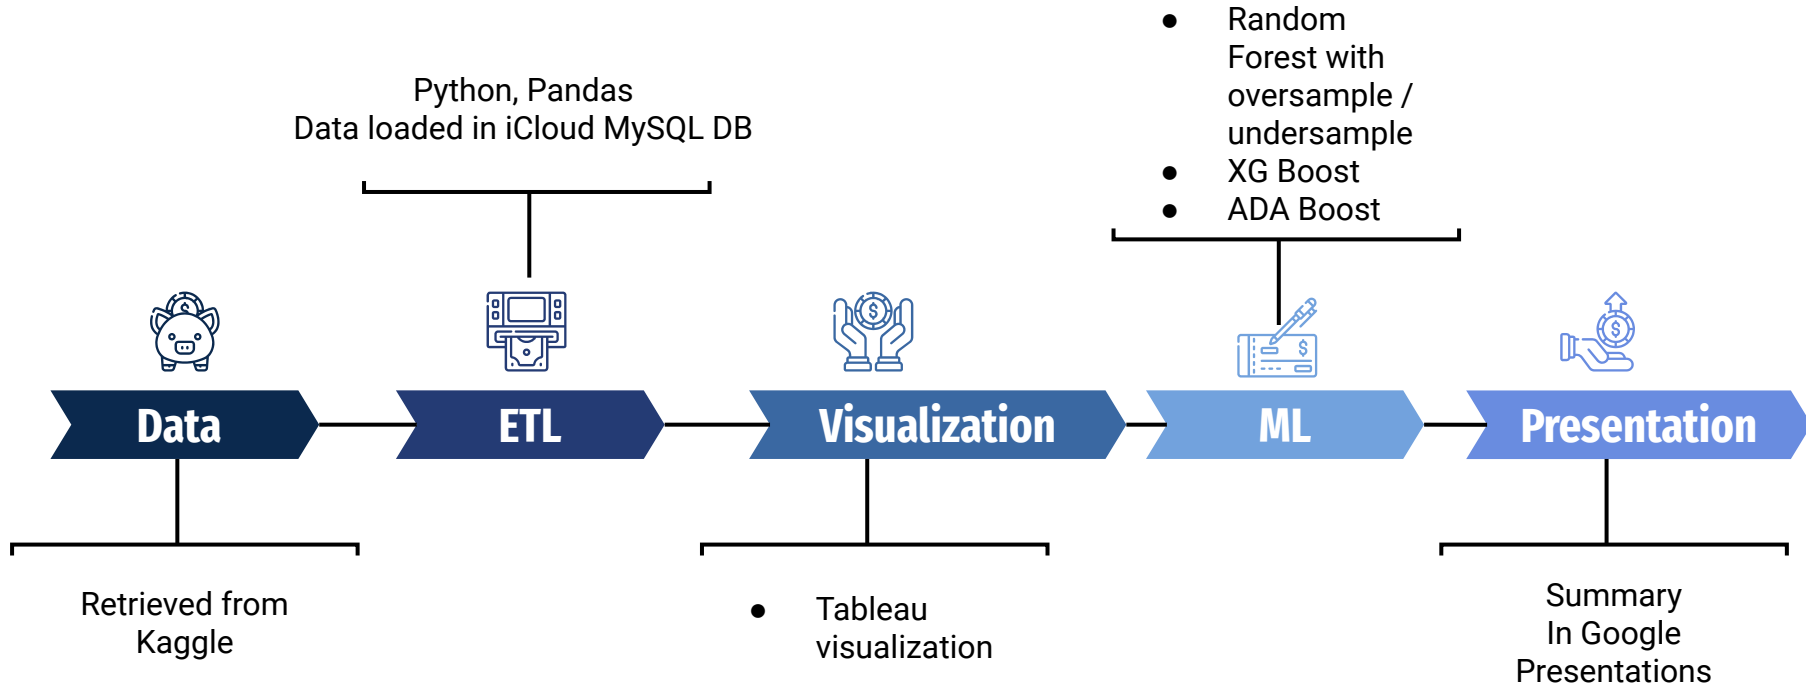 Python, Pandas
Data loaded in iCloud MySQL DB
● Random
Forest with
oversample /
undersample
● XG Boost
● ADA Boost
Data
ETL
Visualization
ML
Presentation
Retrieved from
Kaggle
● Tableau
visualization
Summary
In Google
Presentations